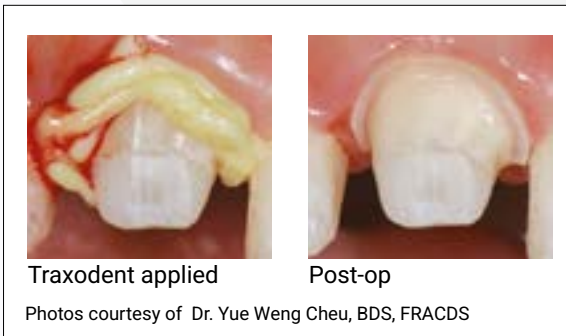 Traxodent applied
Post-op
Photos courtesy of Dr. Yue Weng Cheu, BDS, FRACDS